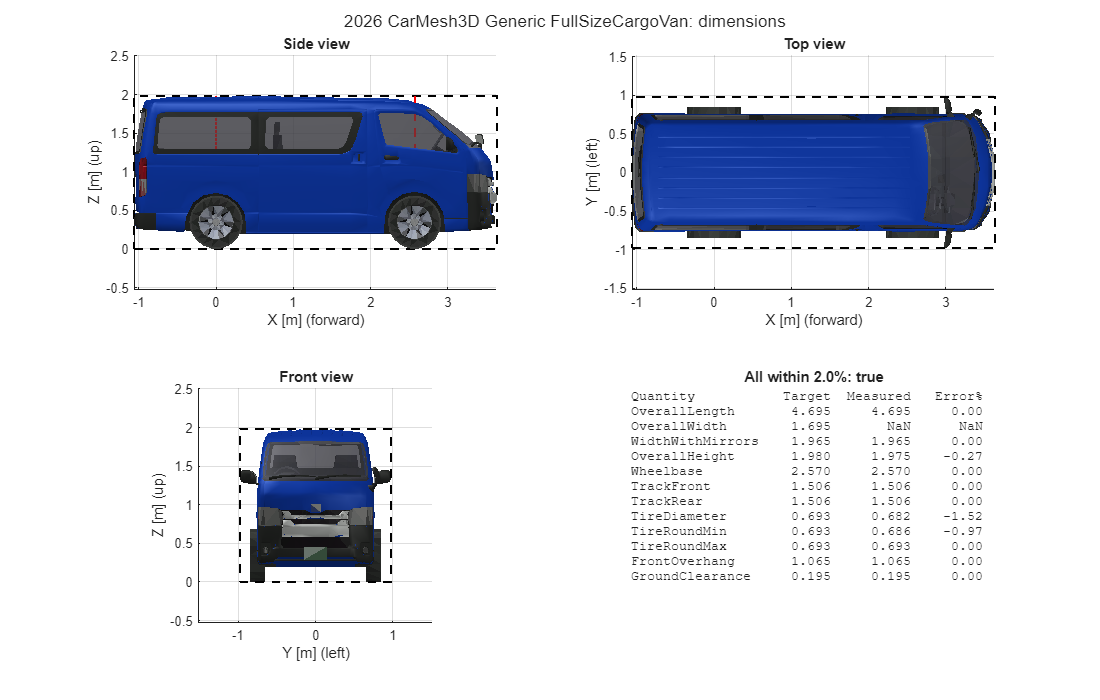 2026 CarMesh3D Generic FullSizeCargoVan: dimensions
Side view
2.5
2
1.5
1
0.5
0
-0.5
Z [m] (up)
-1 0 1 2 3
X [m] (forward)
Top view
1.5
1
0.5
0
-0.5
-1
-1.5
Y [m] (left)
-1 0 1 2 3
X [m] (forward)
Front view
2.5
2
1.5
1
0.5
0
-0.5
Z [m] (up)
-1 0 1
Y [m] (left)
All within 2.0%: true
Quantity Target Measured Error%
OverallLength 4.695 4.695 0.00
OverallWidth 1.695 NaN NaN
WidthWithMirrors 1.965 1.965 0.00
OverallHeight 1.980 1.975 -0.27
Wheelbase 2.570 2.570 0.00
TrackFront 1.506 1.506 0.00
TrackRear 1.506 1.506 0.00
TireDiameter 0.693 0.682 -1.52
TireRoundMin 0.693 0.686 -0.97
TireRoundMax 0.693 0.693 0.00
FrontOverhang 1.065 1.065 0.00
GroundClearance 0.195 0.195 0.00